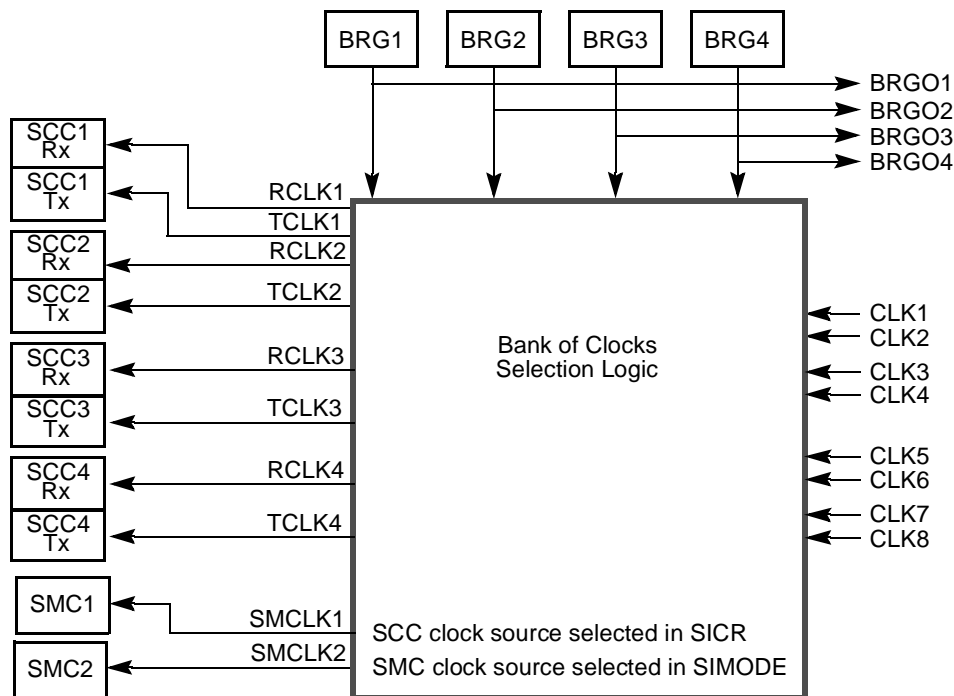 BRG1
BRG2
BRG3
BRG4
BRGO1
BRGO2
BRGO3
BRGO4
SCC1
Rx
SCC1
Tx
SCC2
Rx
SCC2
Tx
SCC3
Rx
SCC3
Tx
SCC4
Rx
SCC4
Tx
SMC1
SMC2
RCLK1
TCLK1
RCLK2
TCLK2
RCLK3
TCLK3
RCLK4
TCLK4
SMCLK1
SMCLK2
Bank of Clocks
Selection Logic
SCC clock source selected in SICR
SMC clock source selected in SIMODE
CLK1
CLK2
CLK3
CLK4
CLK5
CLK6
CLK7
CLK8